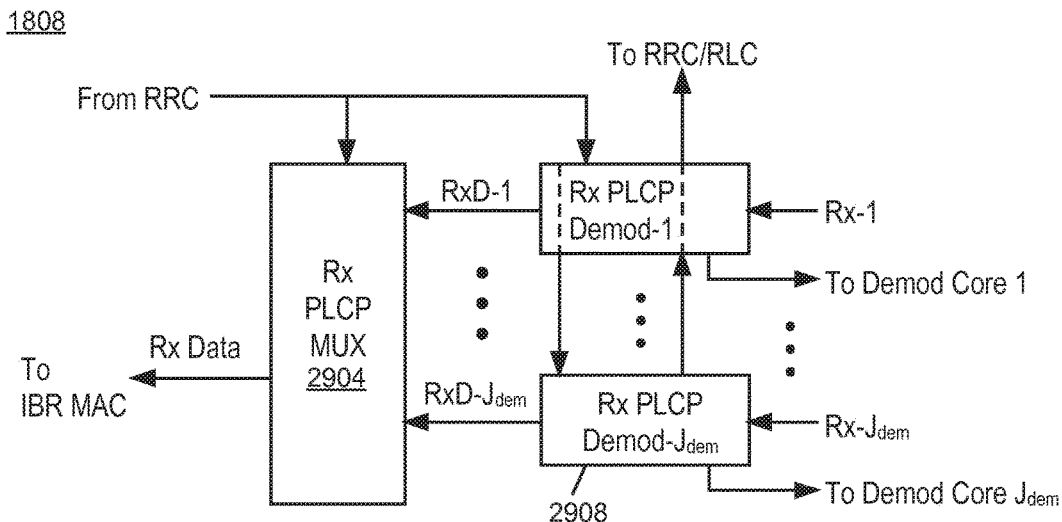 1808
To RRC/RLC
From RRC
RxD-1
Rx PLCP
Demod-1
Rx-1
To Demod Core 1
Rx
PLCP
MUX
2904
Rx Data
To
IBR MAC
RxD-Jdem
Rx PLCP
Demod-Jdem
Rx-Jdem
To Demod Core Jdem
2908